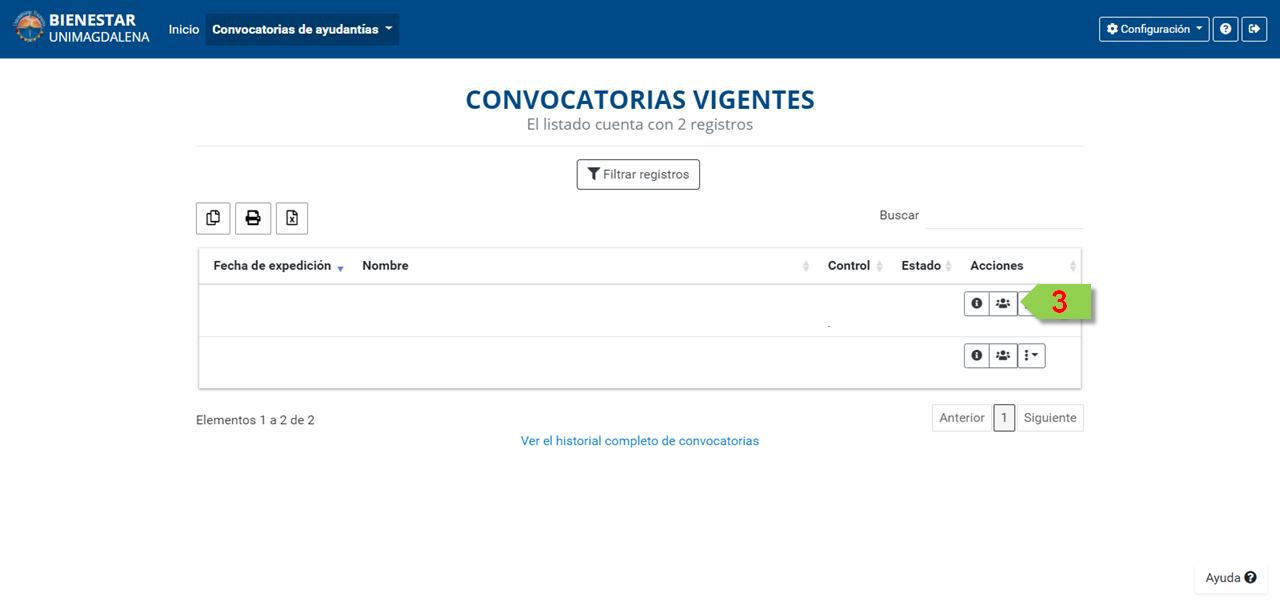 BIENESTAR
UNIMAGDALENA
Inicio
Convocatorias de ayudantías
Configuración
CONVOCATORIAS VIGENTES
El listado cuenta con 2 registros
Filtrar registros
Buscar
Fecha de expedición Nombre Control Estado Acciones
3
Elementos 1 a 2 de 2
Anterior 1 Siguiente
Ver el historial completo de convocatorias
Ayuda